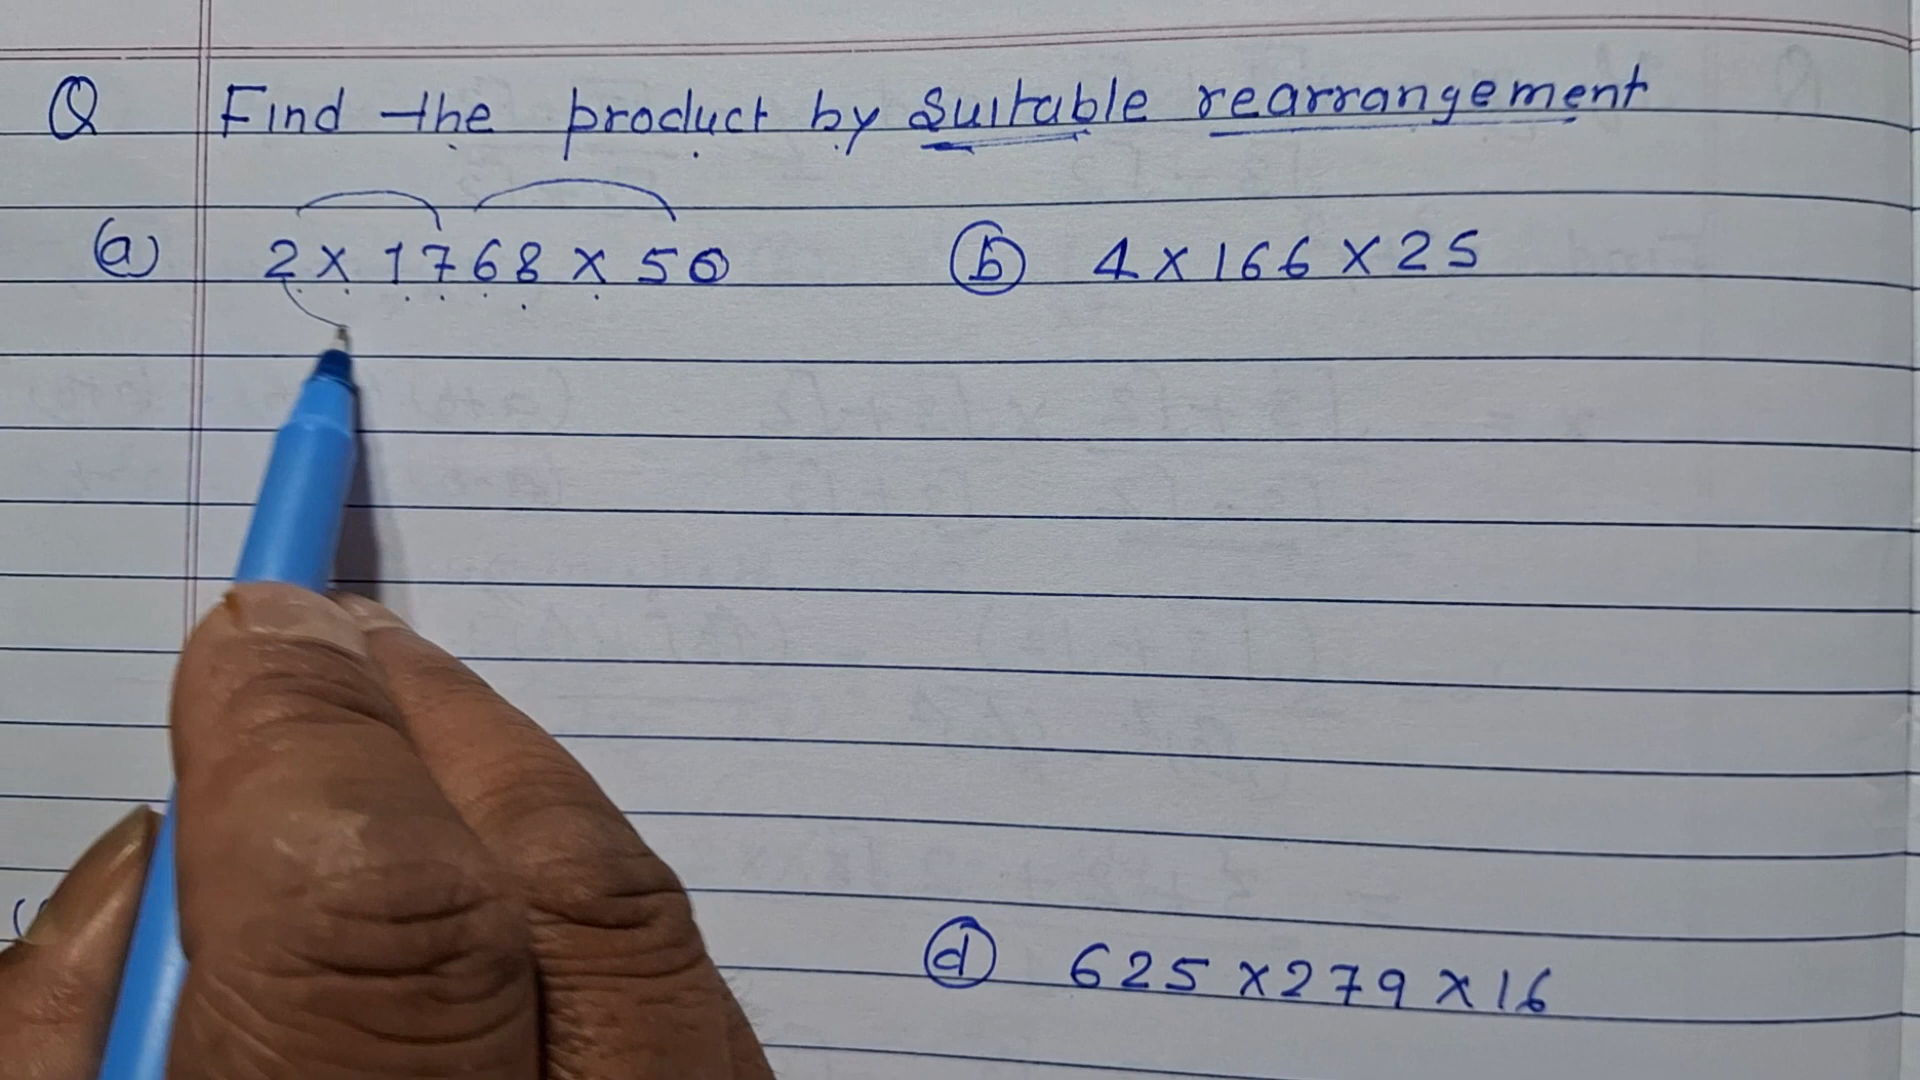 Q Find the product by suitable rearrangement
(a) 2 × 1768 × 50
(b) 4 × 166 × 25
(d) 625 × 279 × 16